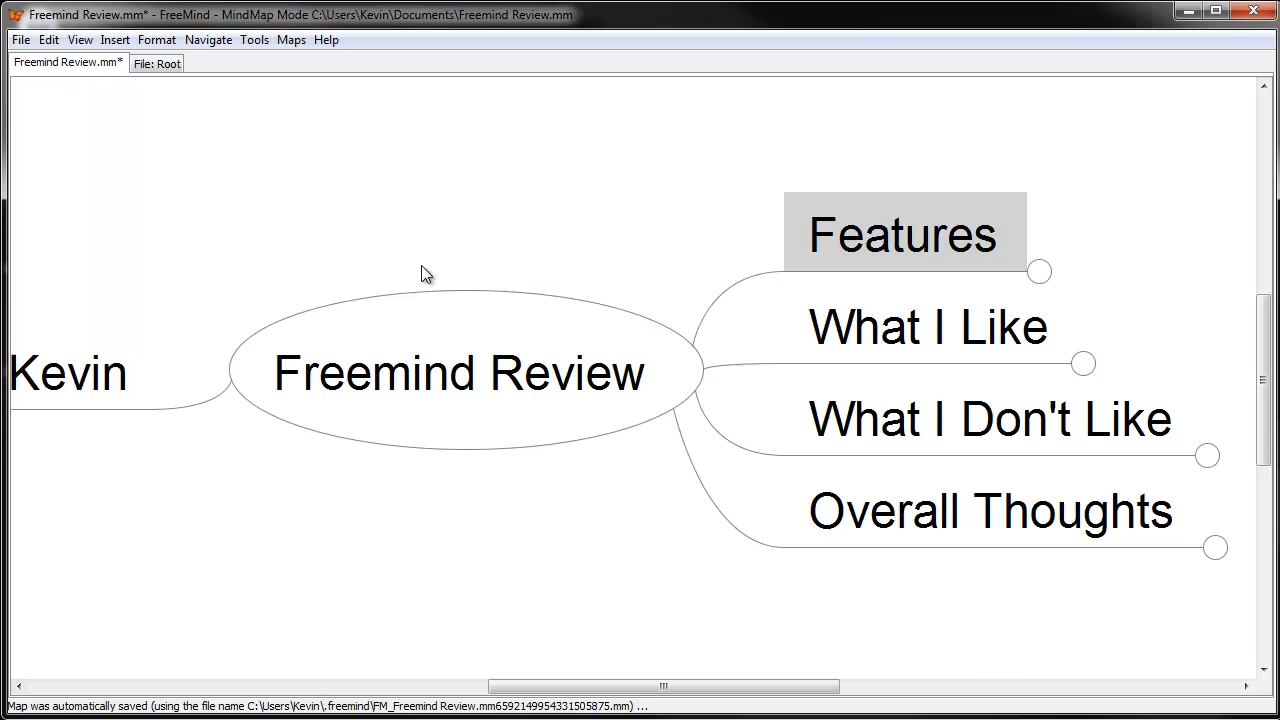 Freemind Review.mm* - FreeMind - MindMap Mode C:\Users\Kevin\Documents\Freemind Review.mm
File Edit View Insert Format Navigate Tools Maps Help
Freemind Review.mm* File: Root
Features
What I Like
Kevin
Freemind Review
What I Don't Like
Overall Thoughts
Map was automatically saved (using the file name C:\Users\Kevin\.freemind\FM_Freemind Review.mm6592149954331505875.mm) ...